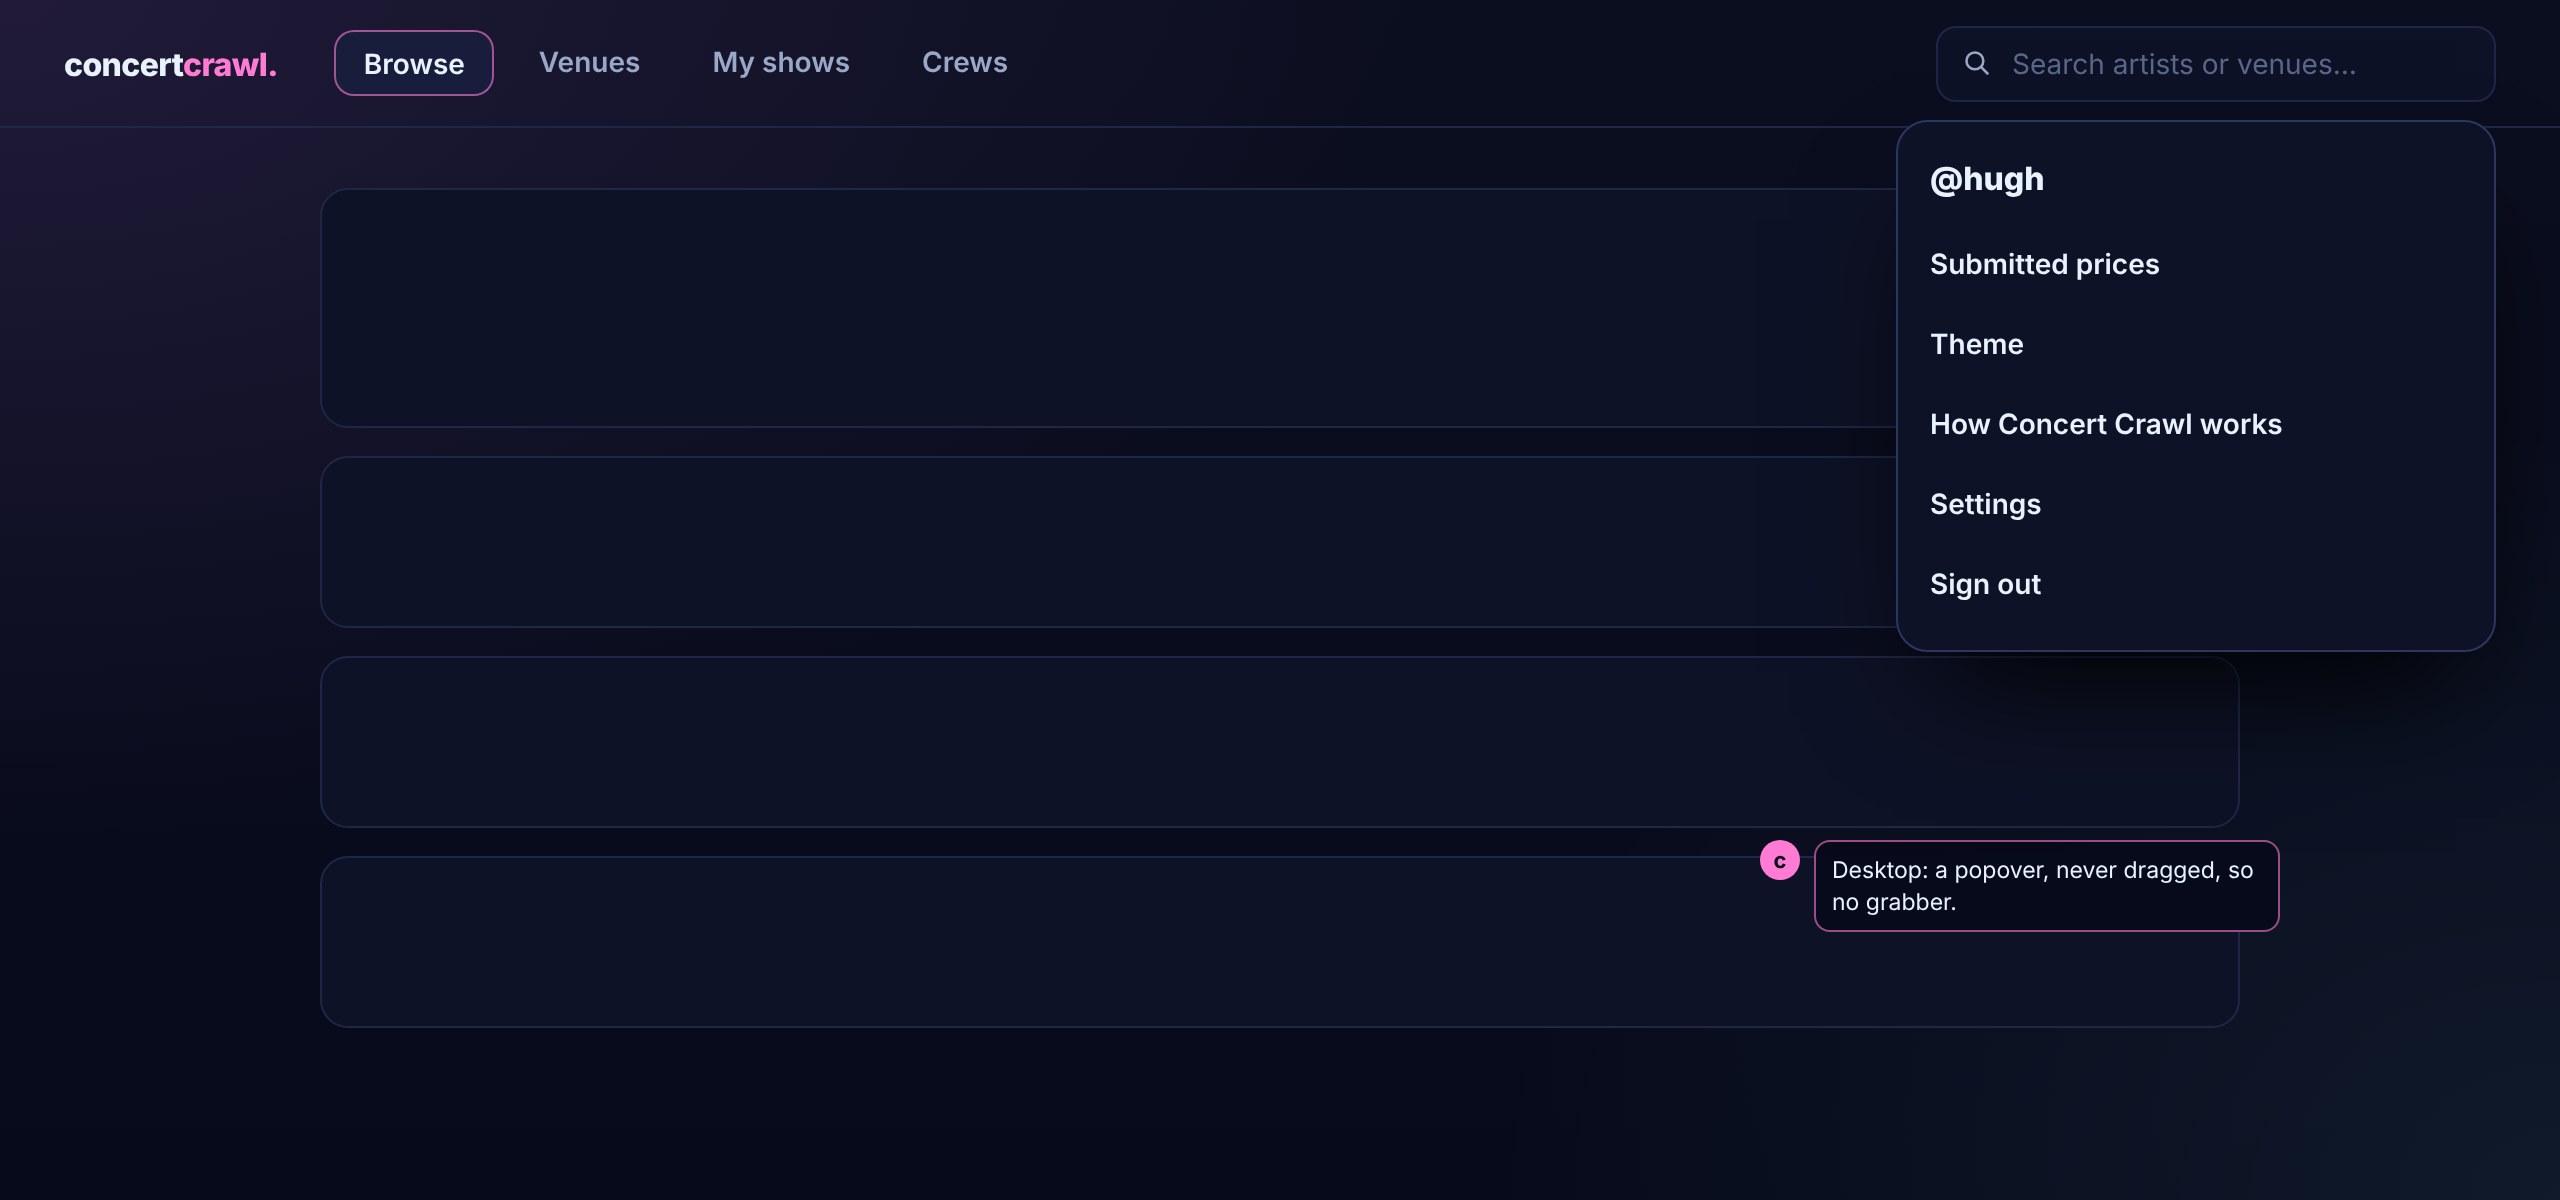 concertcrawl.
Browse
Venues
My shows
Crews
Search artists or venues...
@hugh
Submitted prices
Theme
How Concert Crawl works
Settings
Sign out
c
Desktop: a popover, never dragged, so
no grabber.